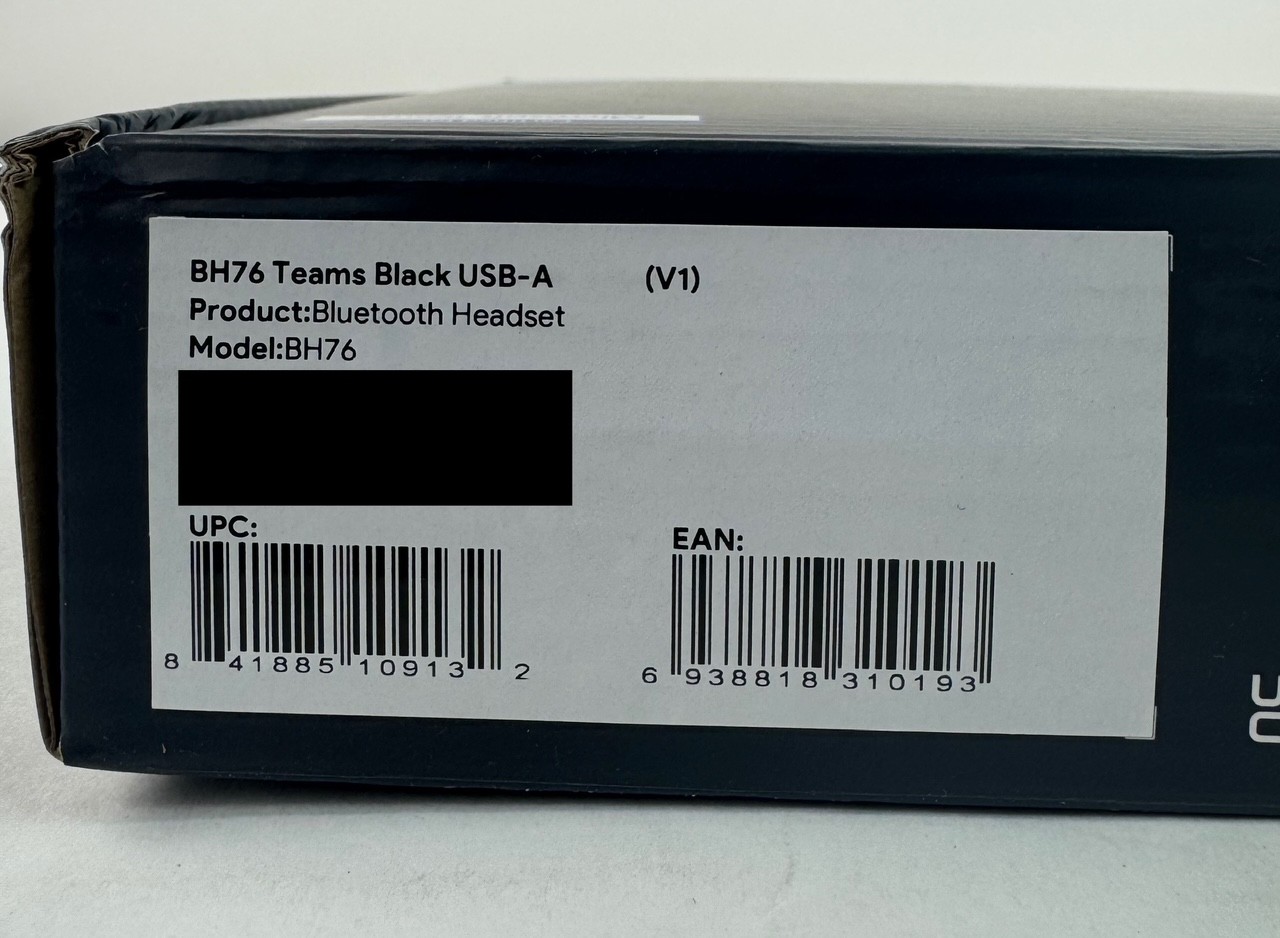 BH76 Teams Black USB-A (V1)
Product:Bluetooth Headset
Model:BH76
UPC:
8 41885 10913 2
EAN:
6 938818 310193